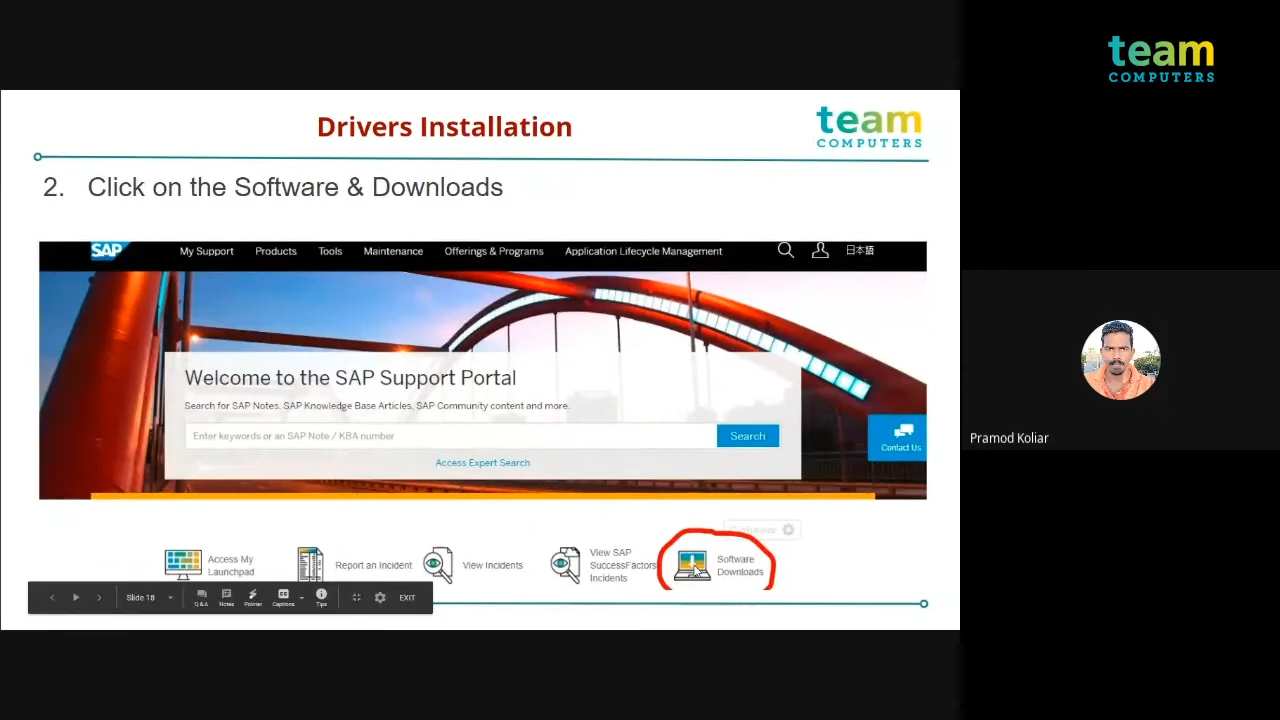 team
COMPUTERS
Drivers Installation
team
COMPUTERS
2. Click on the Software & Downloads
SAP
My Support
Products
Tools
Maintenance
Offerings & Programs
Application Lifecycle Management
日本語
Welcome to the SAP Support Portal
Search for SAP Notes, SAP Knowledge Base Articles, SAP Community content and more.
Enter keywords or an SAP Note / KBA number
Search
Access Expert Search
Contact Us
Access My
Launchpad
Report an Incident
View Incidents
View SAP
SuccessFactors
Incidents
Software
Downloads
Slide 18
Q & A
Notes
Pointer
Captions
Tips
EXIT
Pramod Koliar